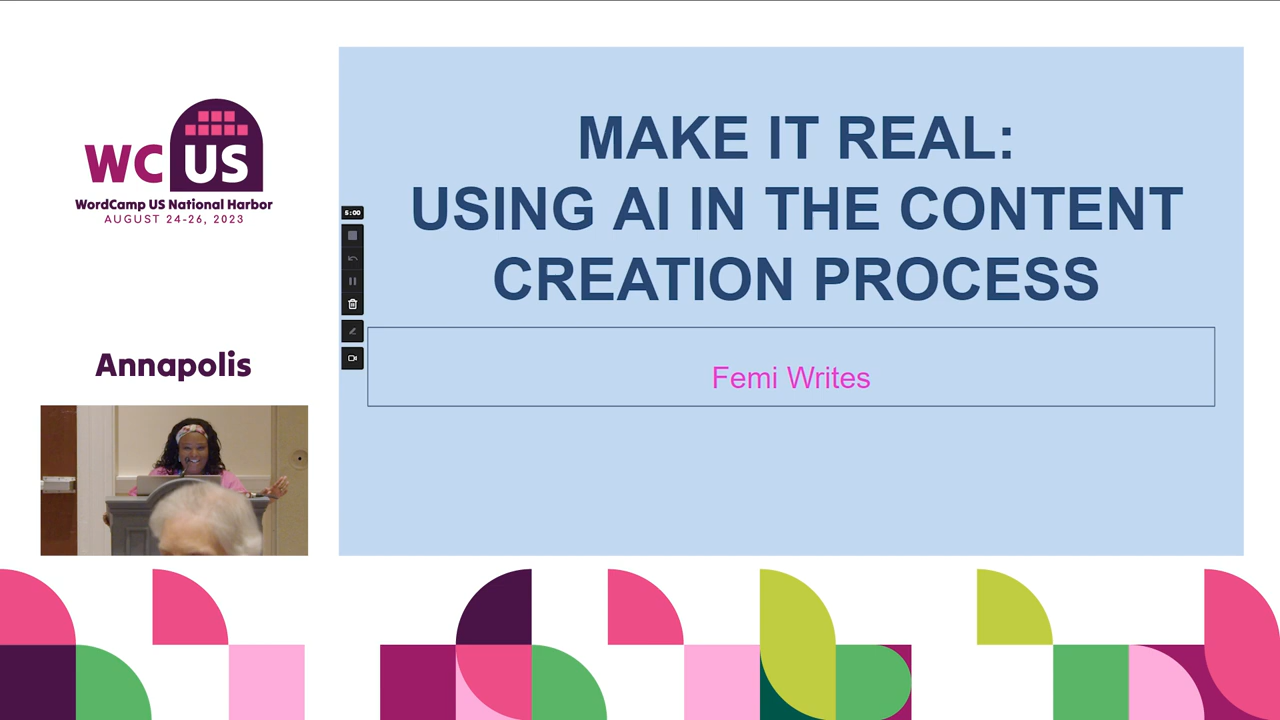 WC US
WordCamp US National Harbor
AUGUST 24-26, 2023
Annapolis
5:00
MAKE IT REAL:
USING AI IN THE CONTENT
CREATION PROCESS
Femi Writes